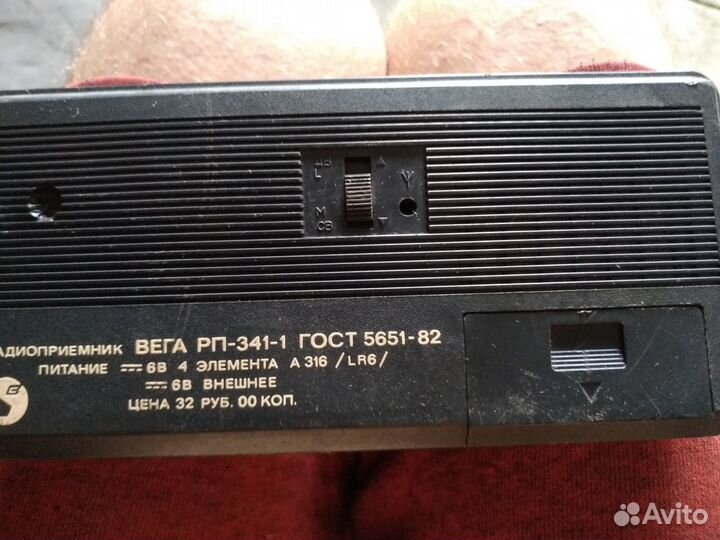 ДВ
L
М
СВ
АДИОПРИЕМНИК ВЕГА РП-341-1 ГОСТ 5651-82
ПИТАНИЕ ⎓ 6В 4 ЭЛЕМЕНТА А316 /LR6/
⎓ 6В ВНЕШНЕЕ
ЦЕНА 32 РУБ. 00 КОП.
Avito